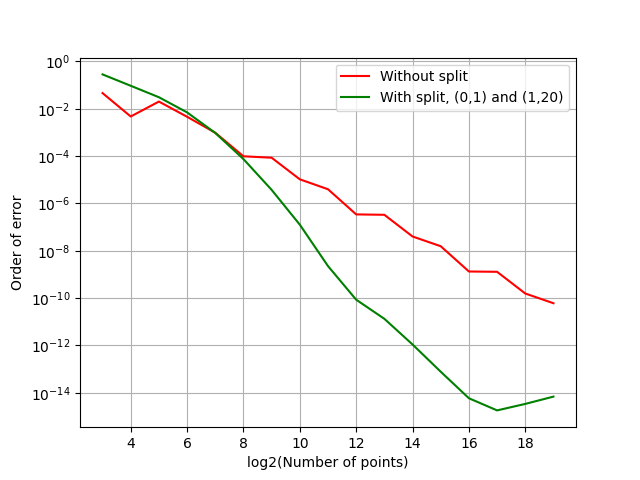 Without split
With split, (0,1) and (1,20)
Order of error
10⁰
10⁻²
10⁻⁴
10⁻⁶
10⁻⁸
10⁻¹⁰
10⁻¹²
10⁻¹⁴
4 6 8 10 12 14 16 18
log2(Number of points)